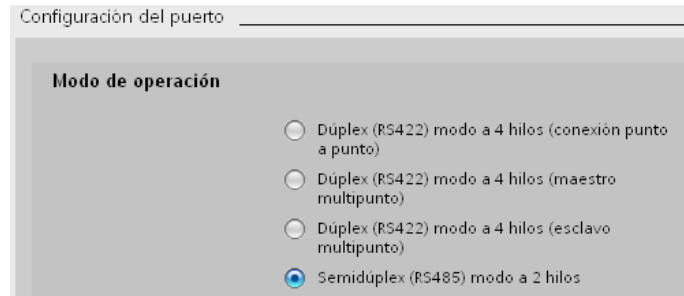 Configuración del puerto
Modo de operación
Dúplex (RS422) modo a 4 hilos (conexión punto
a punto)
Dúplex (RS422) modo a 4 hilos (maestro
multipunto)
Dúplex (RS422) modo a 4 hilos (esclavo
multipunto)
Semidúplex (RS485) modo a 2 hilos